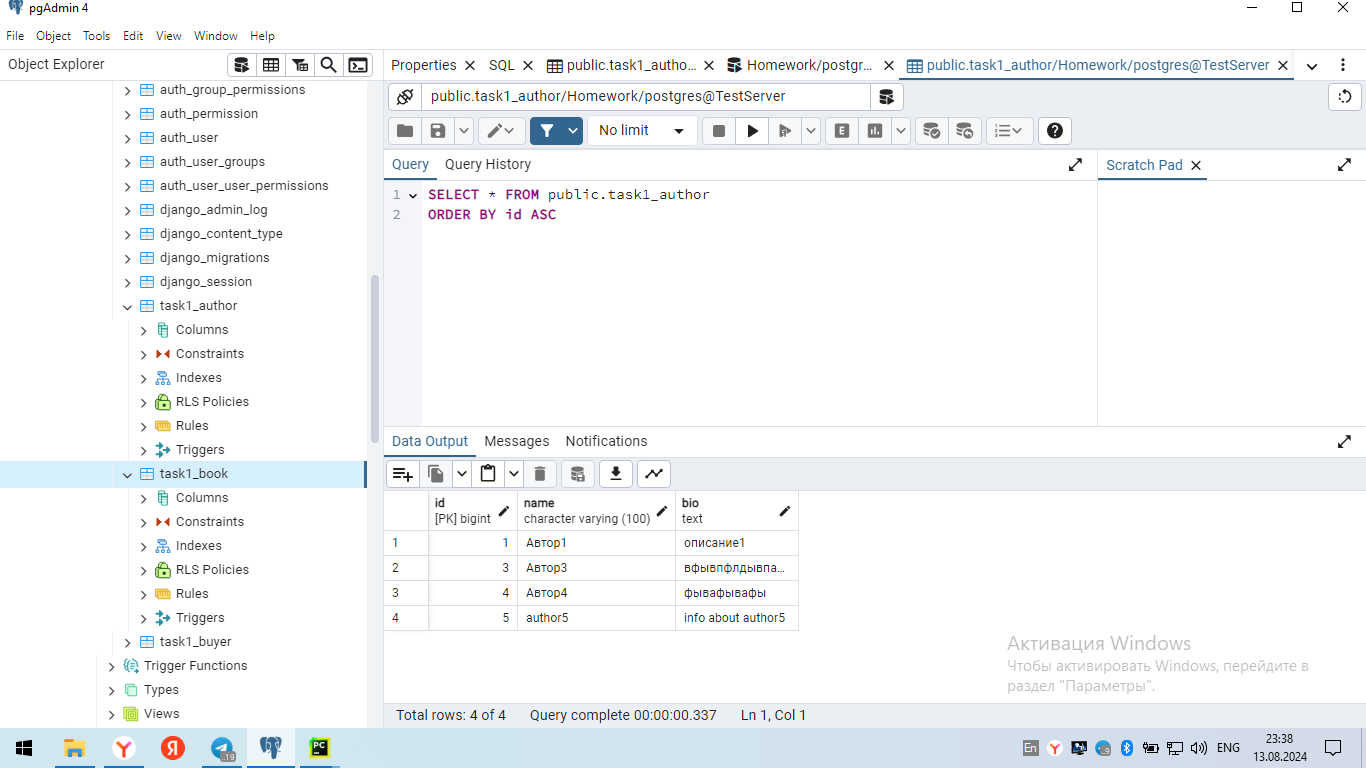 pgAdmin 4
File Object Tools Edit View Window Help
Object Explorer
Properties SQL public.task1_autho... Homework/postgr... public.task1_author/Homework/postgres@TestServer
auth_group_permissions
auth_permission
auth_user
auth_user_groups
auth_user_user_permissions
django_admin_log
django_content_type
django_migrations
django_session
task1_author
Columns
Constraints
Indexes
RLS Policies
Rules
Triggers
task1_book
Columns
Constraints
Indexes
RLS Policies
Rules
Triggers
task1_buyer
Trigger Functions
Types
Views
public.task1_author/Homework/postgres@TestServer
No limit E
Query Query History
Scratch Pad
1 SELECT * FROM public.task1_author
2 ORDER BY id ASC
Data Output Messages Notifications
id name bio
[PK] bigint character varying (100) text
1 1 Автор1 описание1
2 3 Автор3 вфывпфлдывпа...
3 4 Автор4 фывафывафы
4 5 author5 info about author5
Активация Windows
Чтобы активировать Windows, перейдите в
раздел "Параметры".
Total rows: 4 of 4 Query complete 00:00:00.337 Ln 1, Col 1
Y Я 19 PC En Y 9 ENG 23:38
13.08.2024